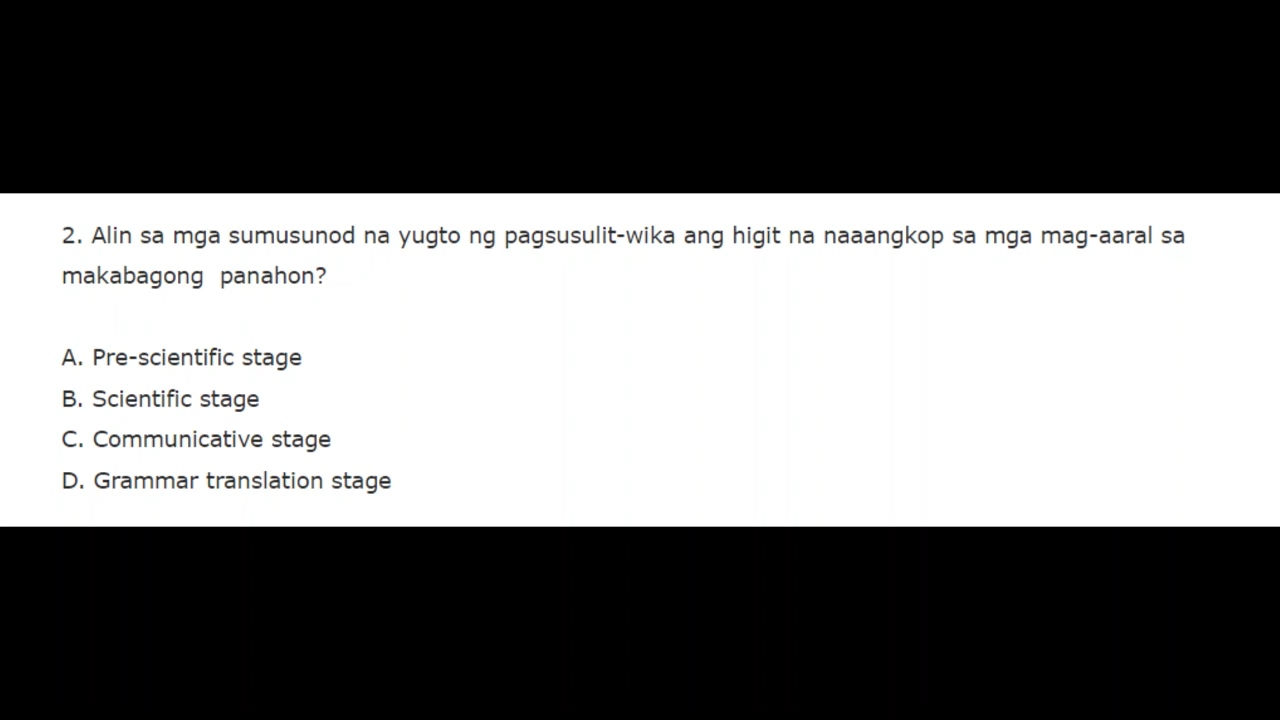 2. Alin sa mga sumusunod na yugto ng pagsusulit-wika ang higit na naaangkop sa mga mag-aaral sa
makabagong  panahon?
A. Pre-scientific stage
B. Scientific stage
C. Communicative stage
D. Grammar translation stage